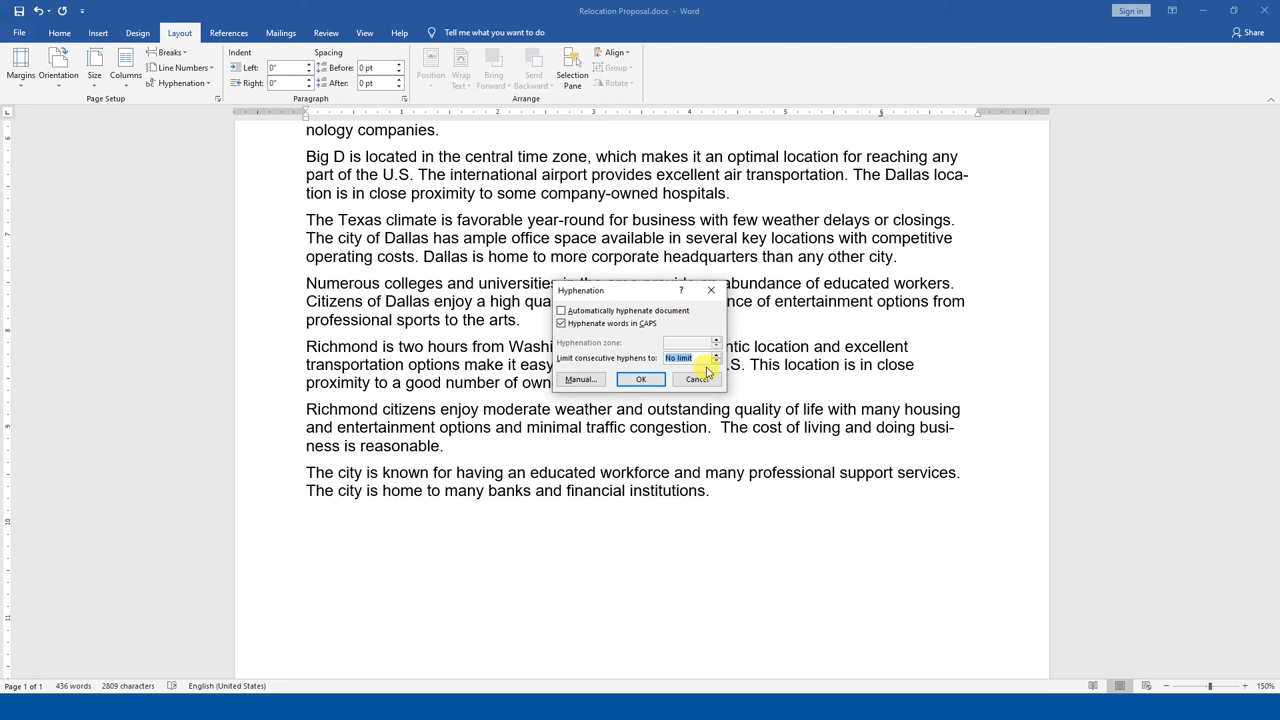 Relocation Proposal.docx - Word
Sign in
File Home Insert Design Layout References Mailings Review View Help Tell me what you want to do Share
Margins
Orientation
Size
Columns
Breaks
Line Numbers
Hyphenation
Page Setup
Indent
Left: 0"
Right: 0"
Spacing
Before: 0 pt
After: 0 pt
Paragraph
Position
Wrap
Text
Bring
Forward
Send
Backward
Selection
Pane
Align
Group
Rotate
Arrange
1 2 3 4 5 6
nology companies.
Big D is located in the central time zone, which makes it an optimal location for reaching any
part of the U.S. The international airport provides excellent air transportation. The Dallas loca-
tion is in close proximity to some company-owned hospitals.
The Texas climate is favorable year-round for business with few weather delays or closings.
The city of Dallas has ample office space available in several key locations with competitive
operating costs. Dallas is home to more corporate headquarters than any other city.
Numerous colleges and universities abundance of educated workers.
Citizens of Dallas enjoy a high of entertainment options from
professional sports to the arts.
Richmond is two hours from location and excellent
transportation options make it easy This location is in close
proximity to a good number of
Richmond citizens enjoy moderate weather and outstanding quality of life with many housing
and entertainment options and minimal traffic congestion.  The cost of living and doing busi-
ness is reasonable.
The city is known for having an educated workforce and many professional support services.
The city is home to many banks and financial institutions.
Hyphenation ?
Automatically hyphenate document
Hyphenate words in CAPS
Hyphenation zone:
Limit consecutive hyphens to: No limit
Manual... OK Cancel
6
7
8
9
10
11
Page 1 of 1 436 words 2809 characters English (United States) 150%